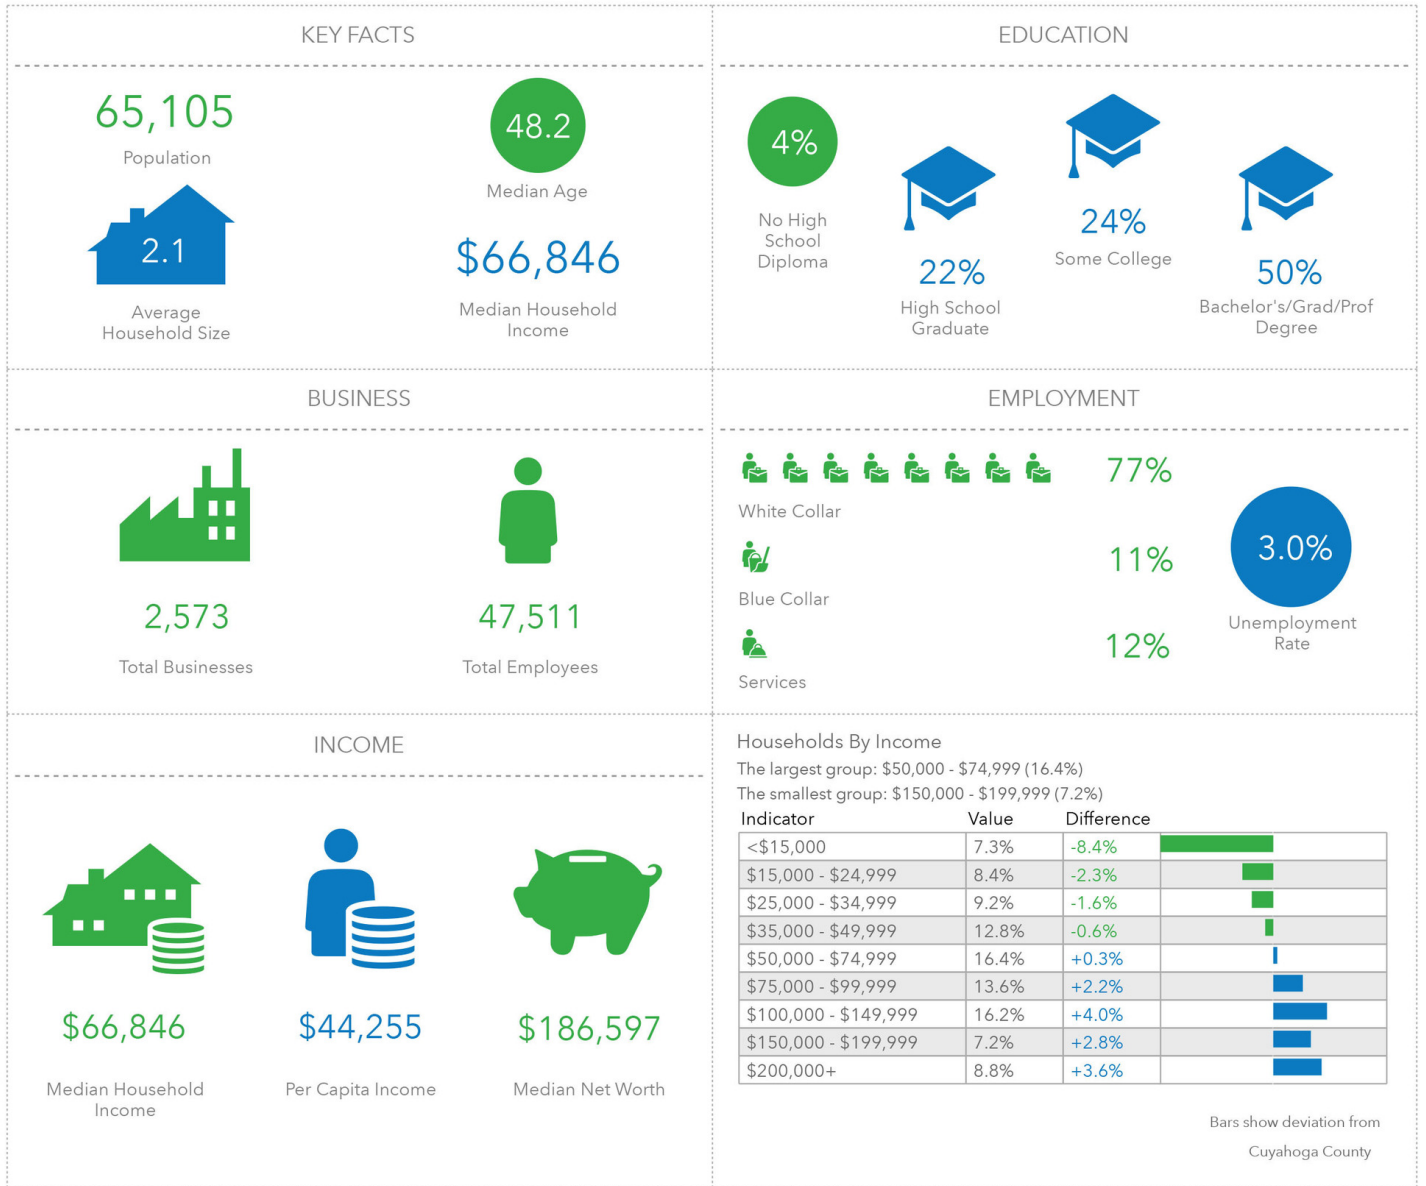 KEY FACTS
65,105
Population
48.2
Median Age
2.1
Average
Household Size
$66,846
Median Household
Income
EDUCATION
4%
No High
School
Diploma
22%
High School
Graduate
24%
Some College
50%
Bachelor's/Grad/Prof
Degree
BUSINESS
2,573
Total Businesses
47,511
Total Employees
EMPLOYMENT
77%
White Collar
11%
Blue Collar
12%
Services
3.0%
Unemployment
Rate
INCOME
$66,846
Median Household
Income
$44,255
Per Capita Income
$186,597
Median Net Worth
Households By Income
The largest group: $50,000 - $74,999 (16.4%)
The smallest group: $150,000 - $199,999 (7.2%)
Indicator Value Difference
<$15,000 7.3% -8.4%
$15,000 - $24,999 8.4% -2.3%
$25,000 - $34,999 9.2% -1.6%
$35,000 - $49,999 12.8% -0.6%
$50,000 - $74,999 16.4% +0.3%
$75,000 - $99,999 13.6% +2.2%
$100,000 - $149,999 16.2% +4.0%
$150,000 - $199,999 7.2% +2.8%
$200,000+ 8.8% +3.6%
Bars show deviation from
Cuyahoga County